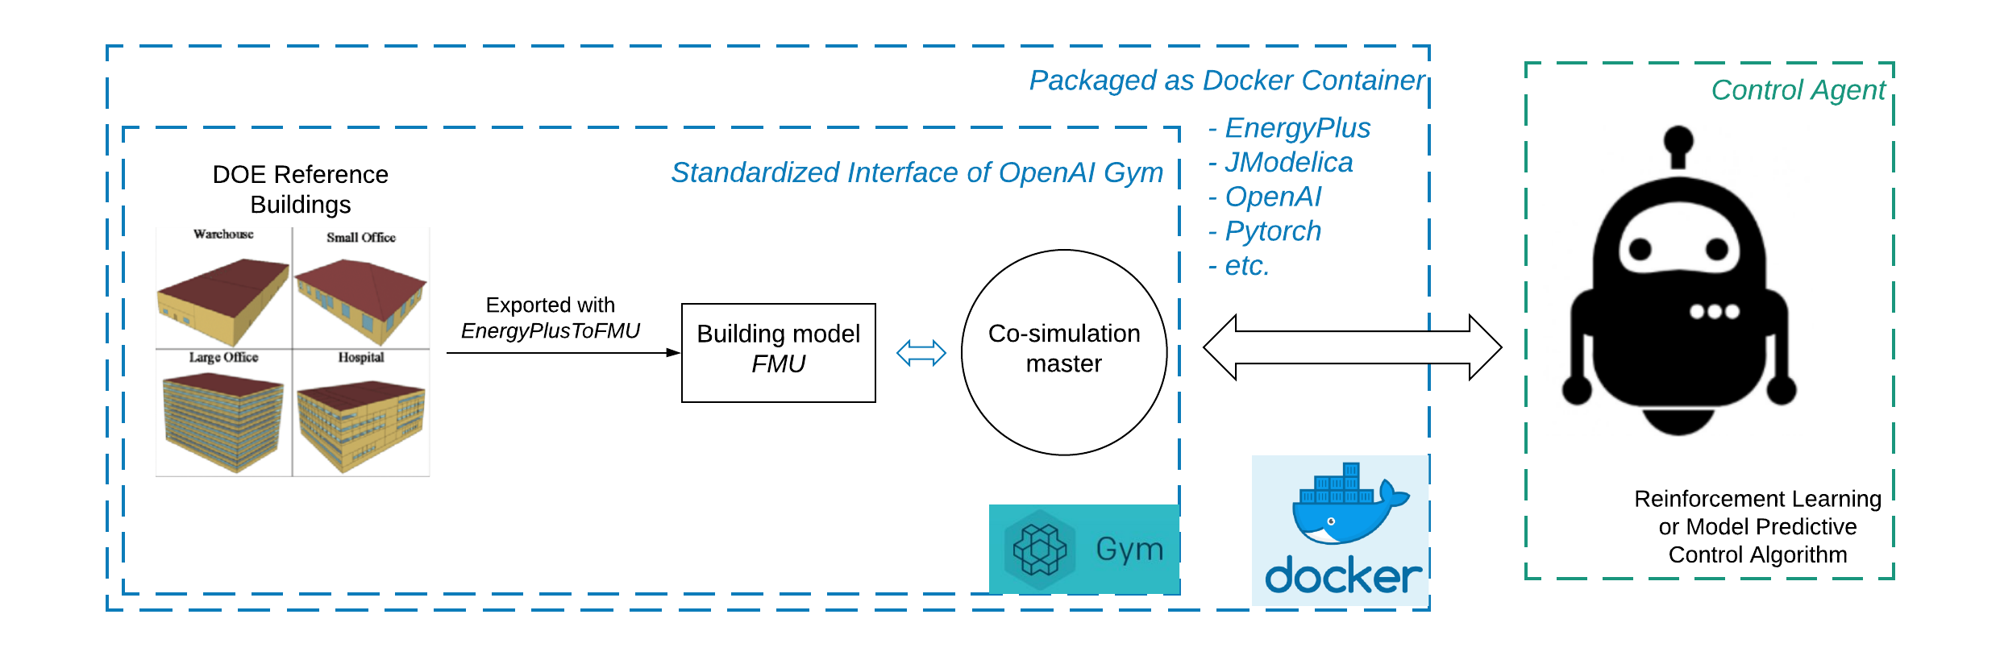 Packaged as Docker Container
Control Agent
- EnergyPlus
- JModelica
- OpenAI
- Pytorch
- etc.
Standardized Interface of OpenAI Gym
DOE Reference
Buildings
Warehouse
Small Office
Large Office
Hospital
Exported with
EnergyPlusToFMU
Building model
FMU
Co-simulation
master
Gym
docker
Reinforcement Learning
or Model Predictive
Control Algorithm